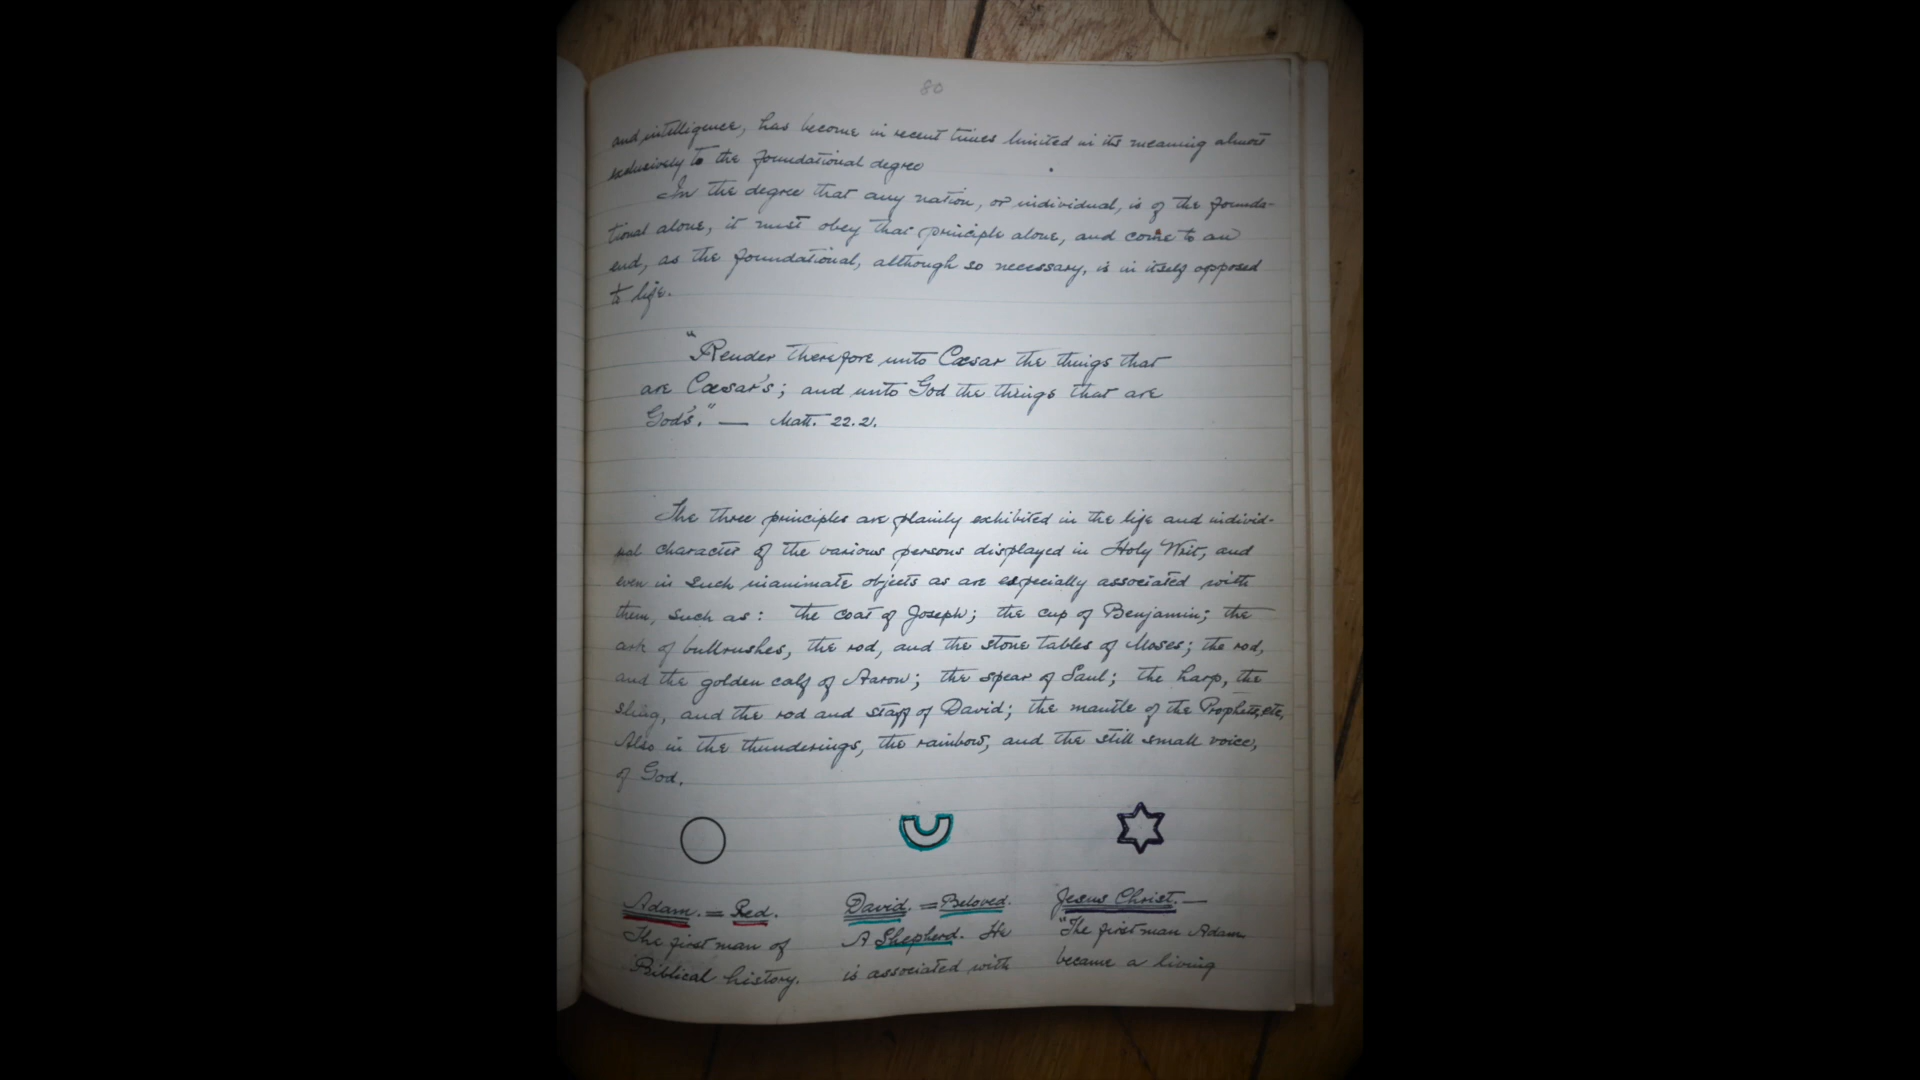 80
and intelligence, has become in recent times limited in its meaning almost
exclusively to the foundational degree
In the degree that any nation, or individual, is of the founda-
tional alone, it must obey that principle alone, and come to an
end, as the foundational, although so necessary, is in itself opposed
to life.
"Render therefore unto Cæsar the things that
are Cæsar's; and unto God the things that are
God's." — Matt. 22.21.
The three principles are plainly exhibited in the life and individ-
ual character of the various persons displayed in Holy Writ, and
even in such inanimate objects as are especially associated with
them, such as: the coat of Joseph; the cup of Benjamin; the
ark of bullrushes, the rod, and the stone tables of Moses; the rod,
and the golden calf of Aaron; the spear of Saul; the harp, the
sling, and the rod and staff of David; the mantle of the Prophets, etc,
Also in the thunderings, the rainbow, and the still small voice,
of God.
Adam. = Red.
The first man of
Biblical history.
David. = Beloved.
A Shepherd. He
is associated with
Jesus Christ. —
"The first man Adam
became a living